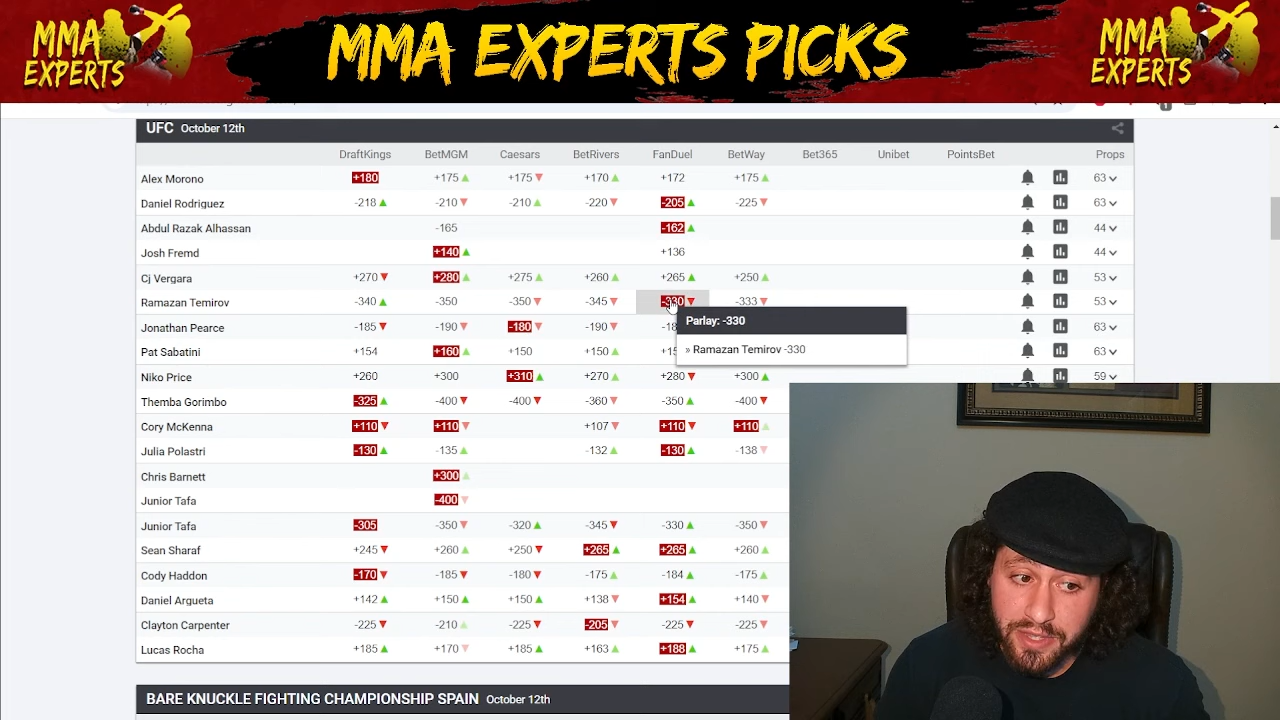 MMA EXPERTS
MMA EXPERTS PICKS
MMA EXPERTS
UFC October 12th
DraftKings BetMGM Caesars BetRivers FanDuel BetWay Bet365 Unibet PointsBet Props
Alex Morono +180 +175 +175 +170 +172 +175 63
Daniel Rodriguez -218 -210 -210 -220 -205 -225 63
Abdul Razak Alhassan -165 -162 44
Josh Fremd +140 +136 44
Cj Vergara +270 +280 +275 +260 +265 +250 53
Ramazan Temirov -340 -350 -350 -345 -330 -333 53
Parlay: -330
» Ramazan Temirov -330
Jonathan Pearce -185 -190 -180 -190 63
Pat Sabatini +154 +160 +150 +150 63
Niko Price +260 +300 +310 +270 +280 +300 59
Themba Gorimbo -325 -400 -400 -360 -350 -400
Cory McKenna +110 +110 +107 +110 +110
Julia Polastri -130 -135 -132 -130 -138
Chris Barnett +300
Junior Tafa -400
Junior Tafa -305 -350 -320 -345 -330 -350
Sean Sharaf +245 +260 +250 +265 +265 +260
Cody Haddon -170 -185 -180 -175 -184 -175
Daniel Argueta +142 +150 +150 +138 +154 +140
Clayton Carpenter -225 -210 -225 -205 -225 -225
Lucas Rocha +185 +170 +185 +163 +188 +175
BARE KNUCKLE FIGHTING CHAMPIONSHIP SPAIN October 12th